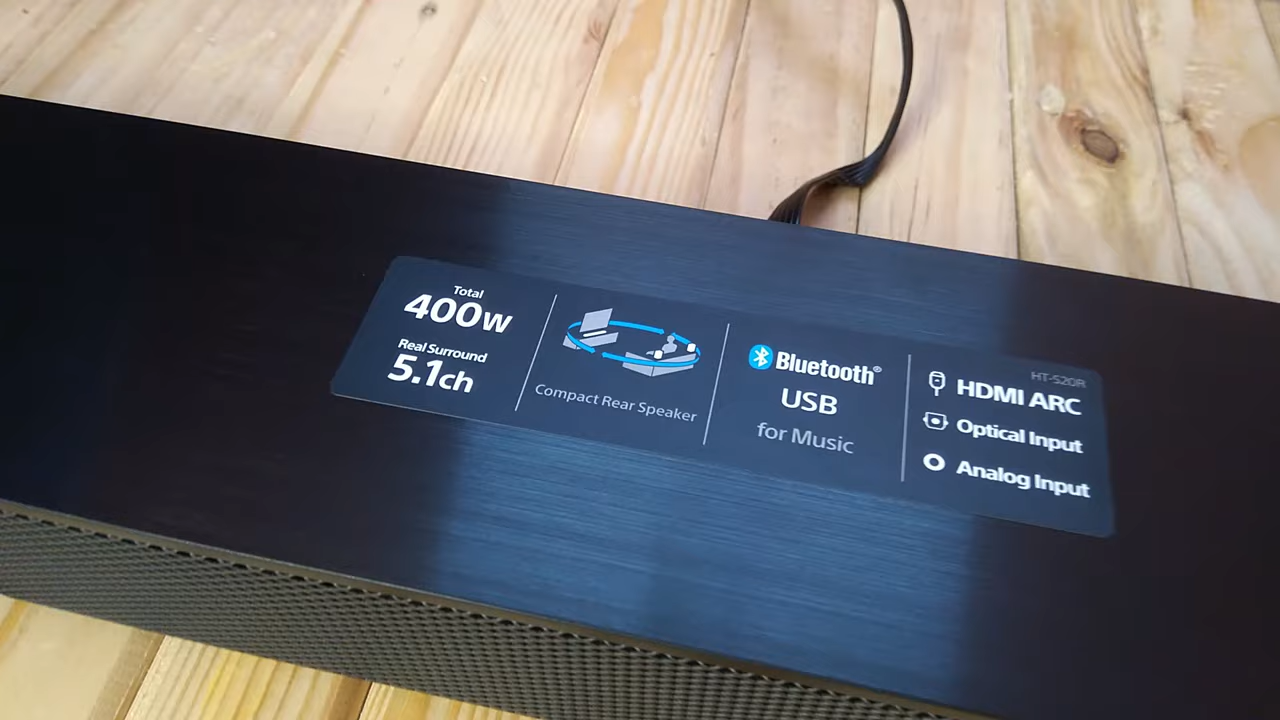 Total
400W
Real Surround
5.1ch
Compact Rear Speaker
Bluetooth®
USB
for Music
HT-S20R
HDMI ARC
Optical Input
Analog Input